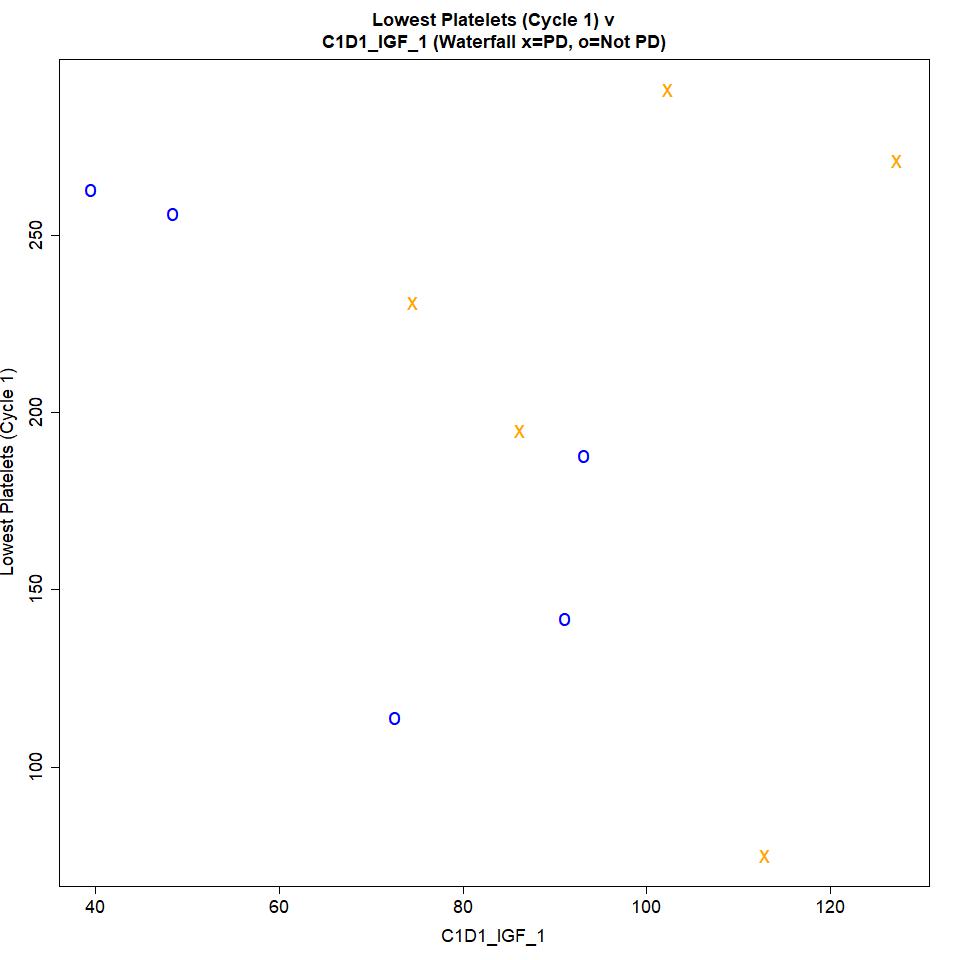 Lowest Platelets (Cycle 1) v
C1D1_IGF_1 (Waterfall x=PD, o=Not PD)
X
X
O
O
X
X
O
O
O
X
Lowest Platelets (Cycle 1)
250
200
150
100
40 60 80 100 120
C1D1_IGF_1